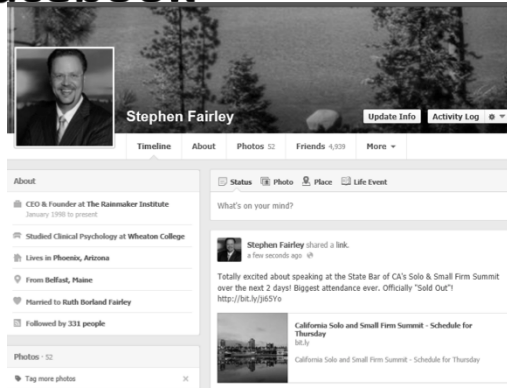 Stephen Fairley
Update Info
Activity Log
Timeline
About
Photos 52
Friends 4,939
More
About
CEO & Founder at The Rainmaker Institute
January 1998 to present
Studied Clinical Psychology at Wheaton College
Lives in Phoenix, Arizona
From Belfast, Maine
Married to Ruth Borland Fairley
Followed by 331 people
Photos · 52
Tag more photos
Status
Photo
Place
Life Event
What's on your mind?
Stephen Fairley shared a link.
a few seconds ago
Totally excited about speaking at the State Bar of CA's Solo & Small Firm Summit
over the next 2 days! Biggest attendance ever. Officially "Sold Out"!
http://bit.ly/Ji65Yo
California Solo and Small Firm Summit - Schedule for
Thursday
bit.ly
California Solo and Small Firm Summit - Schedule for Thursday